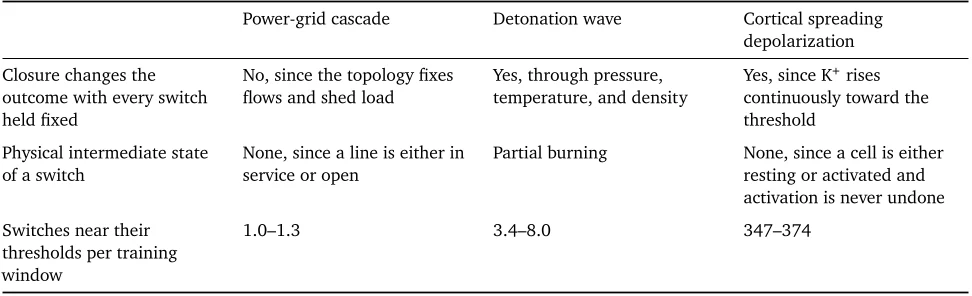 Power-grid cascade Detonation wave Cortical spreading
depolarization
Closure changes the No, since the topology fixes Yes, through pressure, Yes, since K⁺ rises
outcome with every switch flows and shed load temperature, and density continuously toward the
held fixed threshold
Physical intermediate state None, since a line is either in Partial burning None, since a cell is either
of a switch service or open resting or activated and
activation is never undone
Switches near their 1.0–1.3 3.4–8.0 347–374
thresholds per training
window